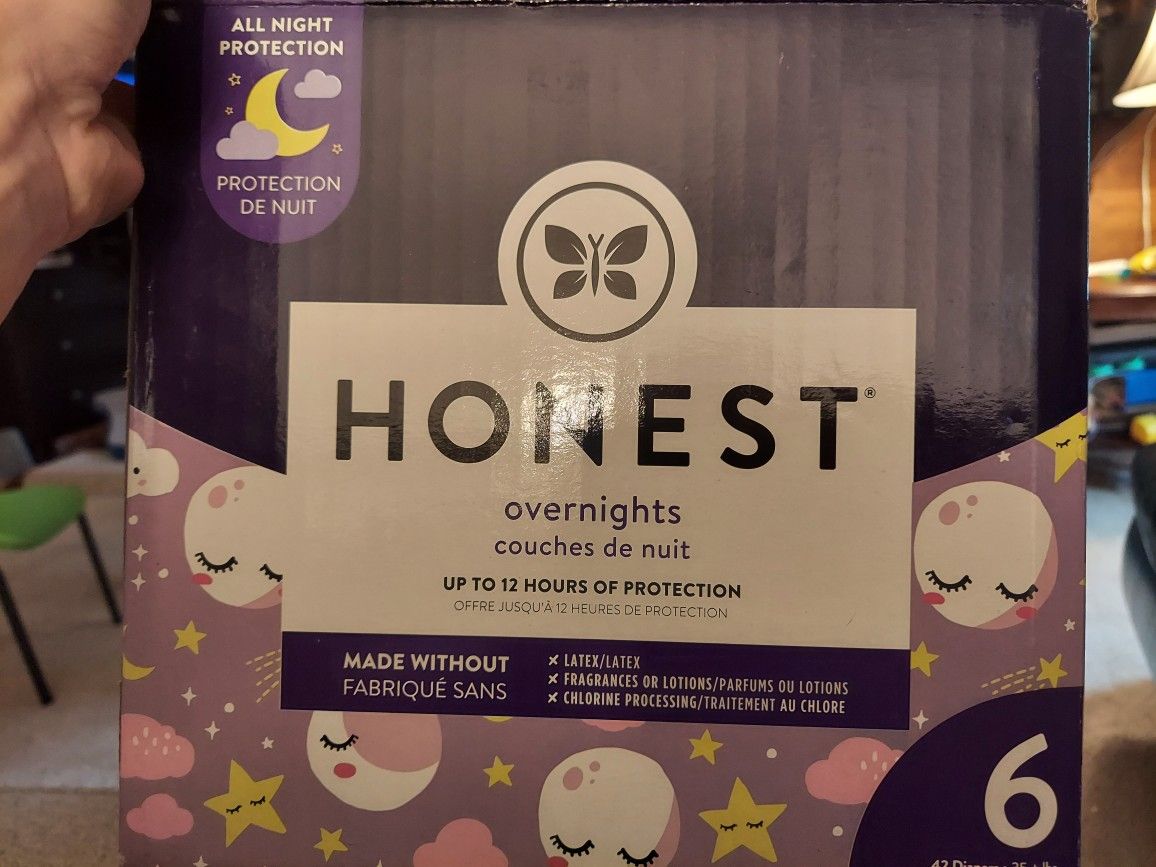 ALL NIGHT
PROTECTION
PROTECTION
DE NUIT
HONEST®
overnights
couches de nuit
UP TO 12 HOURS OF PROTECTION
OFFRE JUSQU'À 12 HEURES DE PROTECTION
MADE WITHOUT
FABRIQUÉ SANS
✗ LATEX/LATEX
✗ FRAGRANCES OR LOTIONS/PARFUMS OU LOTIONS
✗ CHLORINE PROCESSING/TRAITEMENT AU CHLORE
6